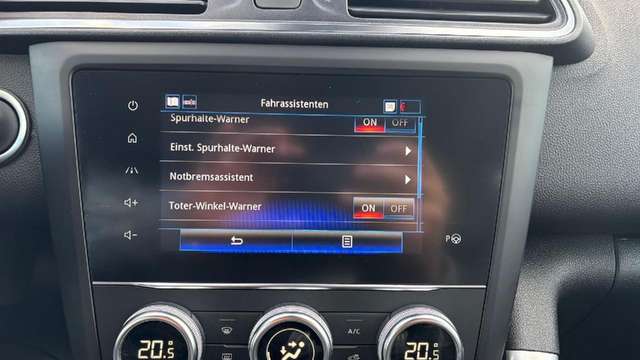 Fahrassistenten
Spurhalte-Warner ON OFF
Einst. Spurhalte-Warner
Notbremsassistent
Toter-Winkel-Warner ON OFF
P
A/C
20.5 20.5